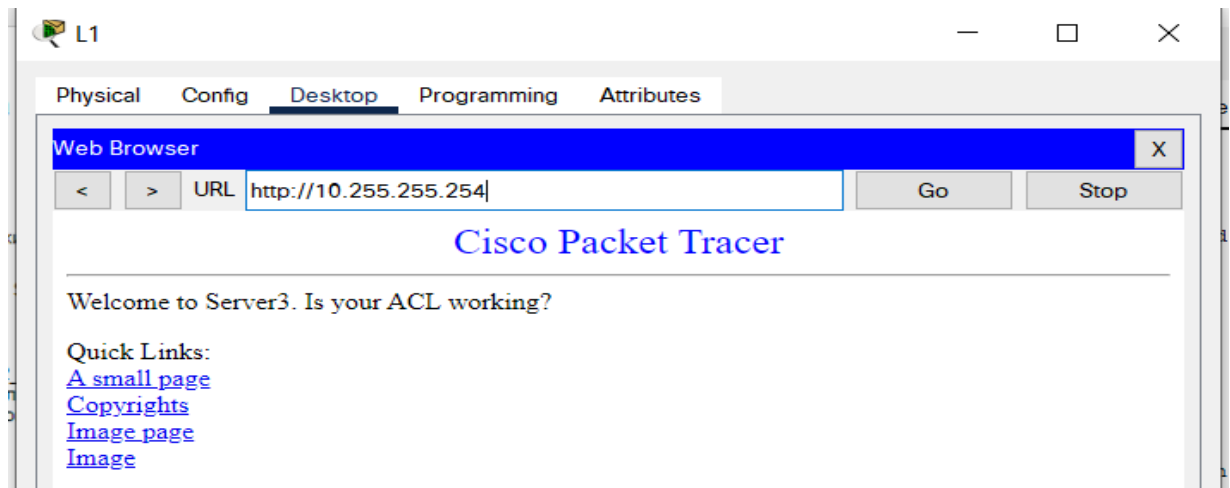 L1
Physical Config Desktop Programming Attributes
Web Browser X
< > URL http://10.255.255.254 Go Stop
Cisco Packet Tracer
Welcome to Server3. Is your ACL working?
Quick Links:
A small page
Copyrights
Image page
Image